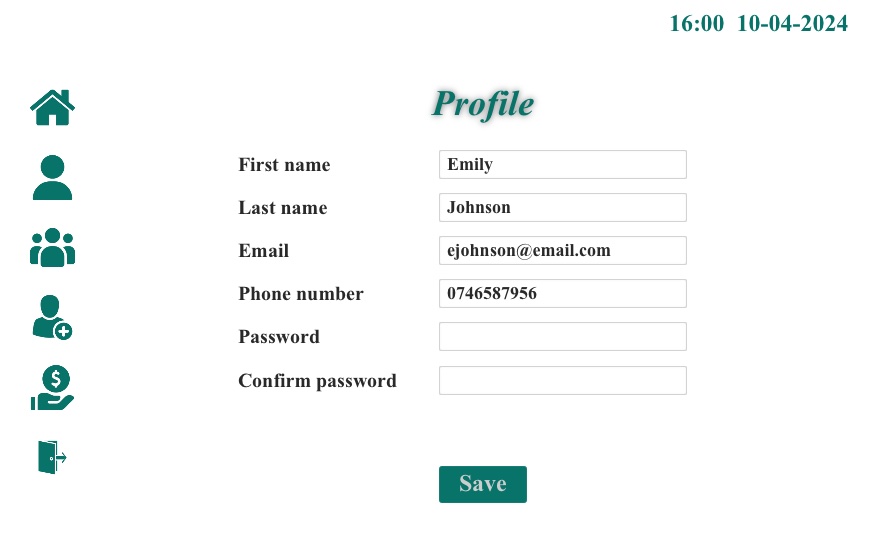 16:00 10-04-2024
Profile
First name Emily
Last name Johnson
Email ejohnson@email.com
Phone number 0746587956
Password
Confirm password
$
Save